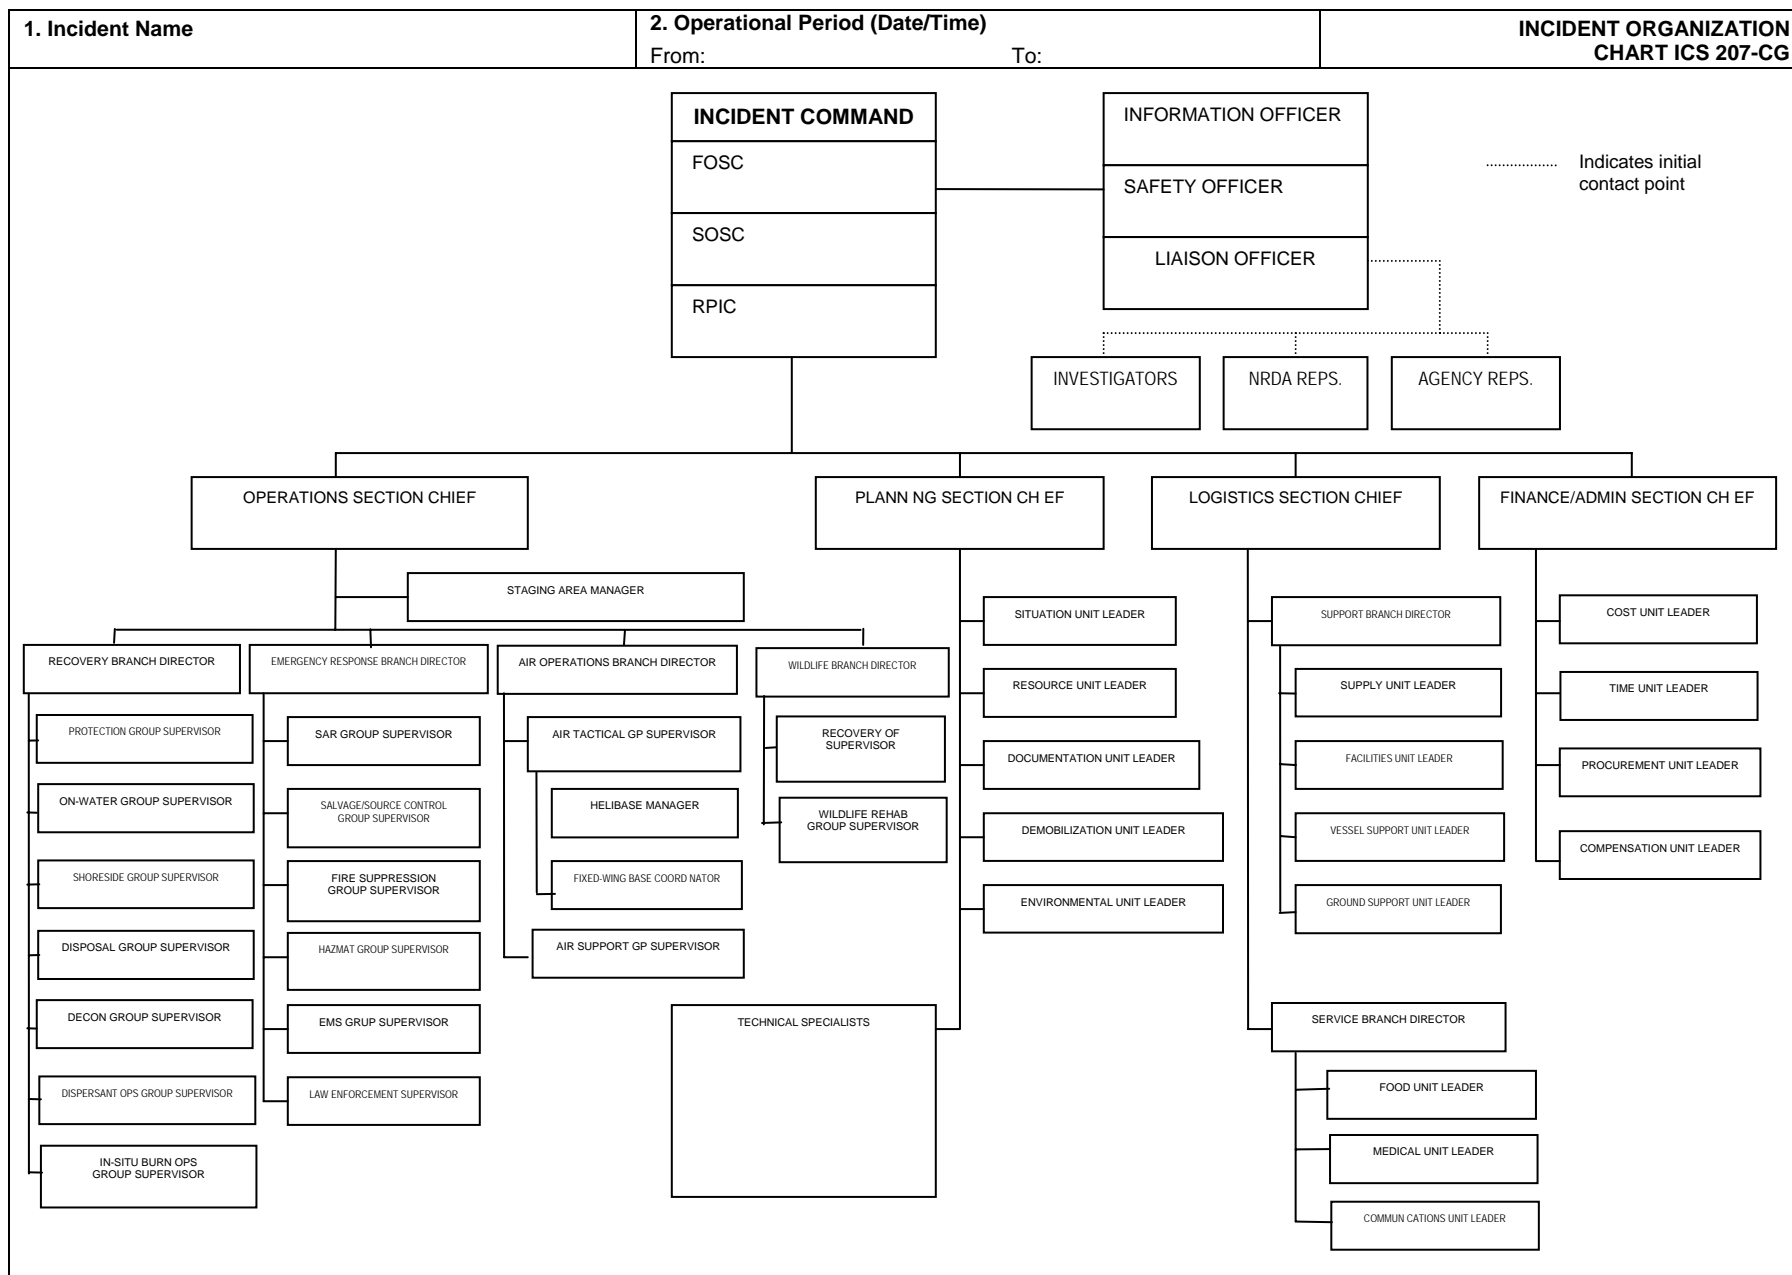 1. Incident Name
2. Operational Period (Date/Time)
From: To:
INCIDENT ORGANIZATION
CHART ICS 207-CG
INCIDENT COMMAND
FOSC
SOSC
RPIC
INFORMATION OFFICER
SAFETY OFFICER
LIAISON OFFICER
Indicates initial
contact point
INVESTIGATORS
NRDA REPS.
AGENCY REPS.
OPERATIONS SECTION CHIEF
PLANN NG SECTION CH EF
LOGISTICS SECTION CHIEF
FINANCE/ADMIN SECTION CH EF
STAGING AREA MANAGER
RECOVERY BRANCH DIRECTOR
PROTECTION GROUP SUPERVISOR
ON-WATER GROUP SUPERVISOR
SHORESIDE GROUP SUPERVISOR
DISPOSAL GROUP SUPERVISOR
DECON GROUP SUPERVISOR
DISPERSANT OPS GROUP SUPERVISOR
IN-SITU BURN OPS
GROUP SUPERVISOR
EMERGENCY RESPONSE BRANCH DIRECTOR
SAR GROUP SUPERVISOR
SALVAGE/SOURCE CONTROL
GROUP SUPERVISOR
FIRE SUPPRESSION
GROUP SUPERVISOR
HAZMAT GROUP SUPERVISOR
EMS GRUP SUPERVISOR
LAW ENFORCEMENT SUPERVISOR
AIR OPERATIONS BRANCH DIRECTOR
AIR TACTICAL GP SUPERVISOR
HELIBASE MANAGER
FIXED-WING BASE COORD NATOR
AIR SUPPORT GP SUPERVISOR
WILDLIFE BRANCH DIRECTOR
RECOVERY OF
SUPERVISOR
WILDLIFE REHAB
GROUP SUPERVISOR
SITUATION UNIT LEADER
RESOURCE UNIT LEADER
DOCUMENTATION UNIT LEADER
DEMOBILIZATION UNIT LEADER
ENVIRONMENTAL UNIT LEADER
TECHNICAL SPECIALISTS
SUPPORT BRANCH DIRECTOR
SUPPLY UNIT LEADER
FACILITIES UNIT LEADER
VESSEL SUPPORT UNIT LEADER
GROUND SUPPORT UNIT LEADER
SERVICE BRANCH DIRECTOR
FOOD UNIT LEADER
MEDICAL UNIT LEADER
COMMUN CATIONS UNIT LEADER
COST UNIT LEADER
TIME UNIT LEADER
PROCUREMENT UNIT LEADER
COMPENSATION UNIT LEADER